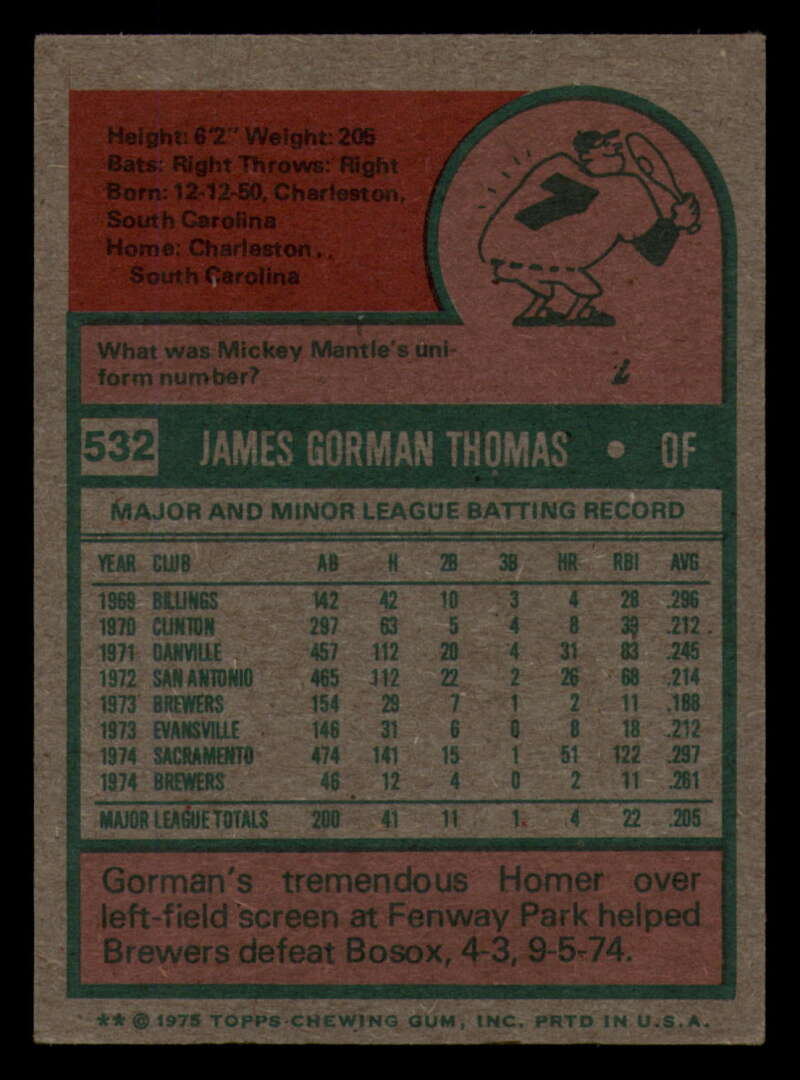 Height: 6'2" Weight: 205
Bats: Right Throws: Right
Born: 12-12-50, Charleston,
South Carolina
Home: Charleston,
South Carolina
7
What was Mickey Mantle's uni-
form number?
532 JAMES GORMAN THOMAS • OF
MAJOR AND MINOR LEAGUE BATTING RECORD
YEAR CLUB AB H 2B 3B HR RBI AVG
1969 BILLINGS 142 42 10 3 4 28 .296
1970 CLINTON 297 63 5 4 8 39 .212
1971 DANVILLE 457 112 20 4 31 83 .245
1972 SAN ANTONIO 465 112 22 2 26 68 .214
1973 BREWERS 154 29 7 1 2 11 .188
1973 EVANSVILLE 146 31 6 0 8 18 .212
1974 SACRAMENTO 474 141 15 1 51 122 .297
1974 BREWERS 46 12 4 0 2 11 .261
MAJOR LEAGUE TOTALS 200 41 11 1 4 22 .205
Gorman's tremendous Homer over
left-field screen at Fenway Park helped
Brewers defeat Bosox, 4-3, 9-5-74.
** © 1975 TOPPS CHEWING GUM, INC. PRTD IN U.S.A.